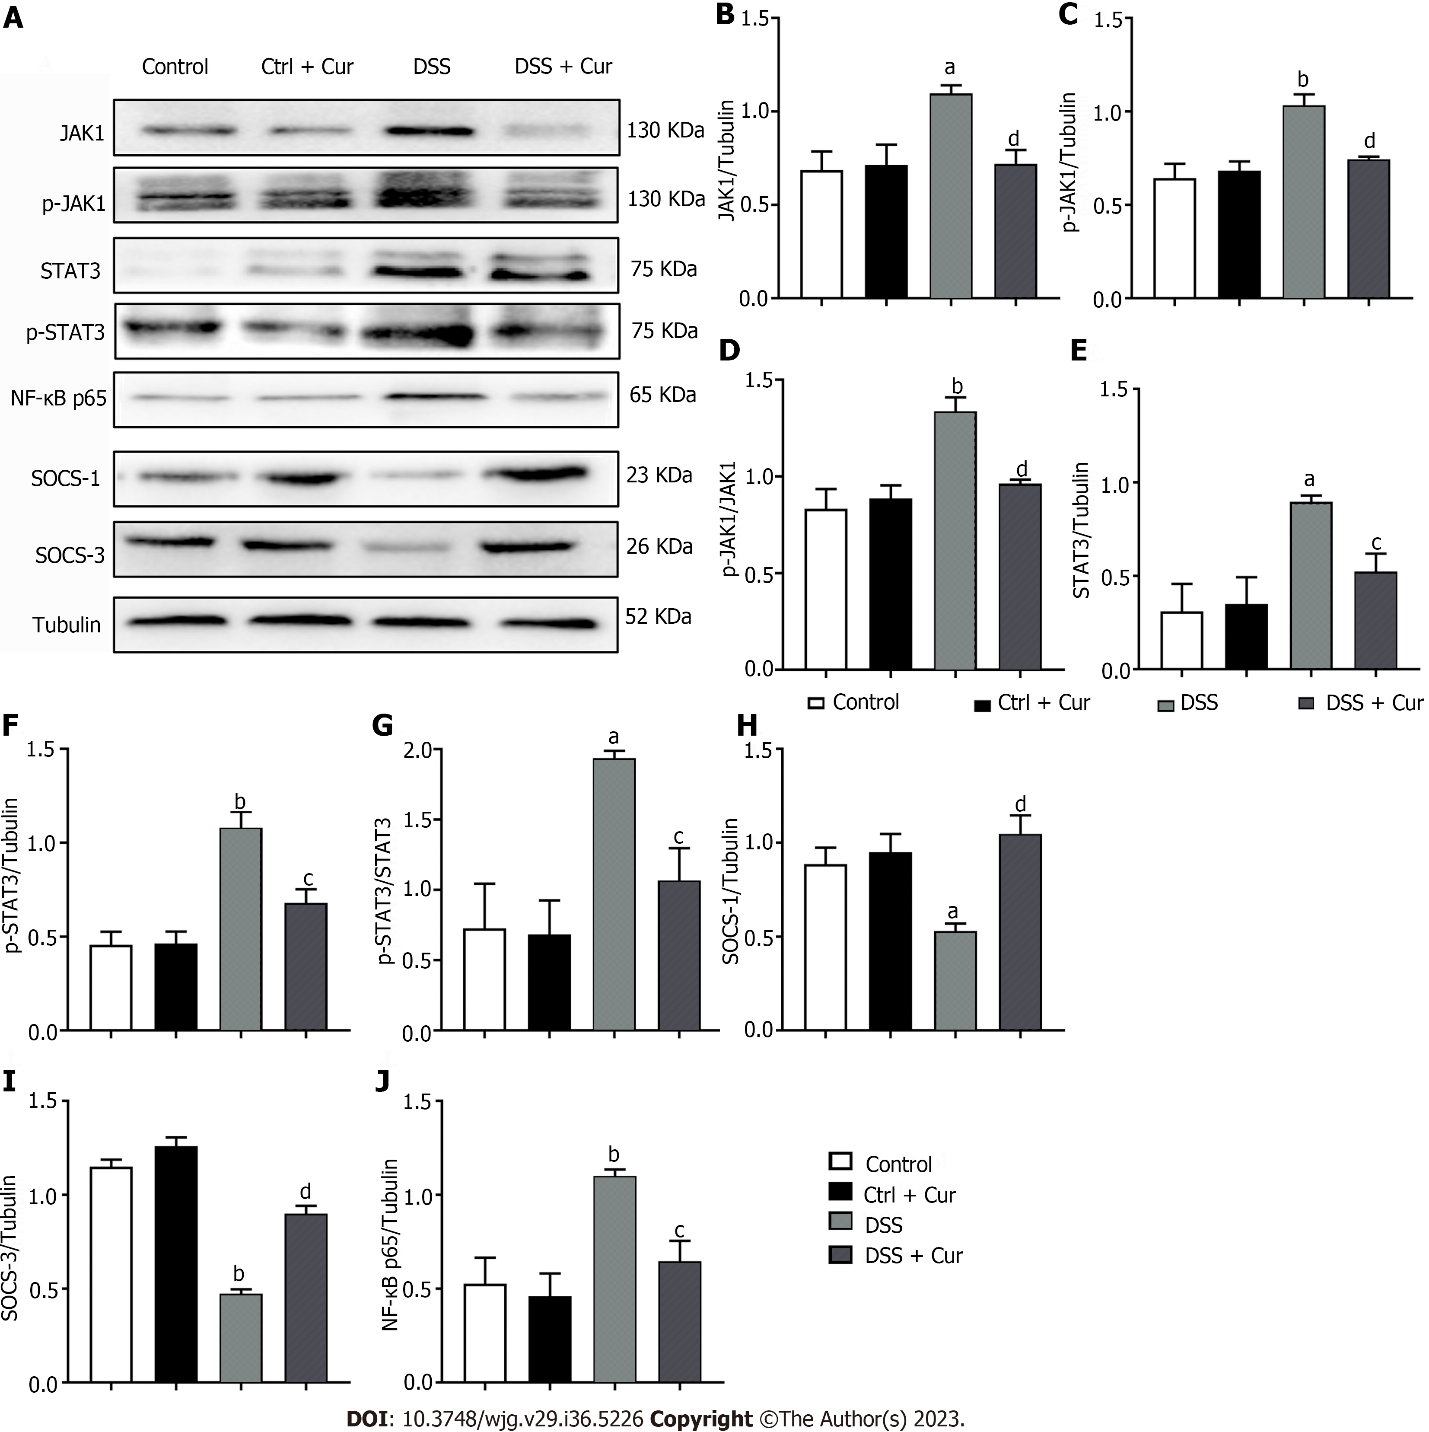 A
Control Ctrl + Cur DSS DSS + Cur
JAK1 130 KDa
p-JAK1 130 KDa
STAT3 75 KDa
p-STAT3 75 KDa
NF-κB p65 65 KDa
SOCS-1 23 KDa
SOCS-3 26 KDa
Tubulin 52 KDa
B
JAK1/Tubulin
1.5
1.0
0.5
0.0
a
d
C
p-JAK1/Tubulin
1.5
1.0
0.5
0.0
b
d
D
p-JAK1/JAK1
1.5
1.0
0.5
0.0
b
d
E
STAT3/Tubulin
1.5
1.0
0.5
0.0
a
c
Control Ctrl + Cur DSS DSS + Cur
F
p-STAT3/Tubulin
1.5
1.0
0.5
0.0
b
c
G
p-STAT3/STAT3
2.0
1.5
1.0
0.5
0.0
a
c
H
SOCS-1/Tubulin
1.5
1.0
0.5
0.0
a
d
I
SOCS-3/Tubulin
1.5
1.0
0.5
0.0
b
d
J
NF-κB p65/Tubulin
1.5
1.0
0.5
0.0
b
c
Control
Ctrl + Cur
DSS
DSS + Cur
DOI: 10.3748/wjg.v29.i36.5226 Copyright ©The Author(s) 2023.